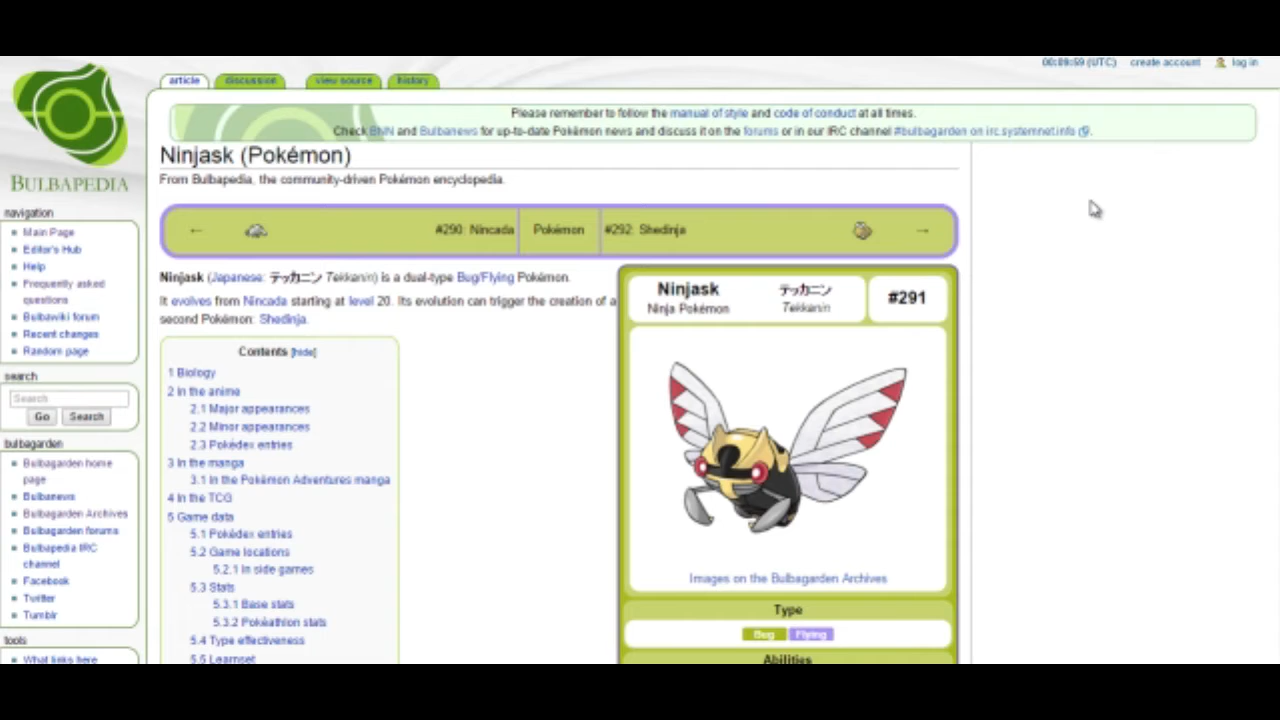 00:09:59 (UTC) create account log in
article discussion view source history
Please remember to follow the manual of style and code of conduct at all times.
Check BNN and Bulbanews for up-to-date Pokémon news and discuss it on the forums or in our IRC channel #bulbagarden on irc.systemnet.info.
BULBAPEDIA
Ninjask (Pokémon)
From Bulbapedia, the community-driven Pokémon encyclopedia.
← #290: Nincada Pokémon #292: Shedinja →
navigation
Main Page
Editor's Hub
Help
Frequently asked
questions
Bulbawiki forum
Recent changes
Random page
search
Search
Go Search
bulbagarden
Bulbagarden home
page
Bulbanews
Bulbagarden Archives
Bulbagarden forums
Bulbapedia IRC
channel
Facebook
Twitter
Tumblr
tools
What links here
Ninjask (Japanese: テッカニン Tekkanin) is a dual-type Bug/Flying Pokémon.
It evolves from Nincada starting at level 20. Its evolution can trigger the creation of a
second Pokémon: Shedinja.
Contents [hide]
1 Biology
2 In the anime
2.1 Major appearances
2.2 Minor appearances
2.3 Pokédex entries
3 In the manga
3.1 In the Pokémon Adventures manga
4 In the TCG
5 Game data
5.1 Pokédex entries
5.2 Game locations
5.2.1 In side games
5.3 Stats
5.3.1 Base stats
5.3.2 Pokéathlon stats
5.4 Type effectiveness
5.5 Learnset
Ninjask テッカニン #291
Ninja Pokémon Tekkanin
Images on the Bulbagarden Archives
Type
Bug Flying
Abilities